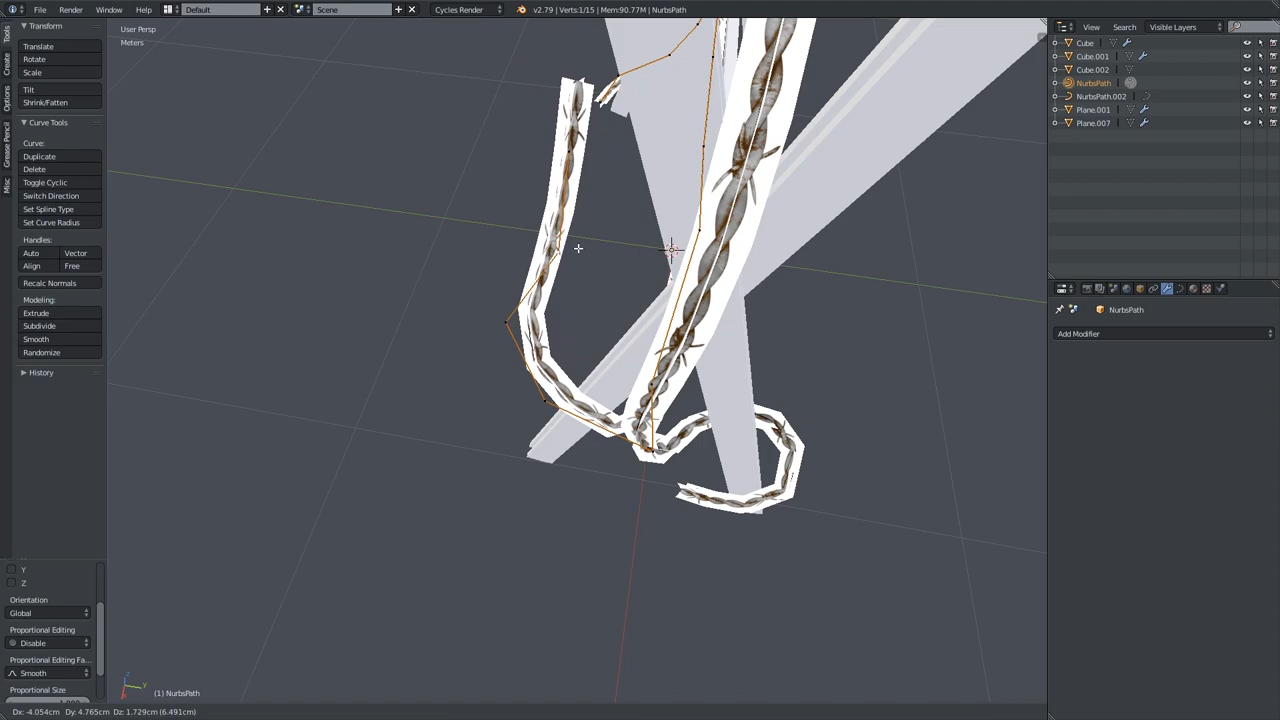 File Render Window Help Default Scene Cycles Render v2.79 | Verts:1/15 | Mem:90.77M | NurbsPath
Transform
Translate
Rotate
Scale
Tilt
Shrink/Fatten
Curve Tools
Curve:
Duplicate
Delete
Toggle Cyclic
Switch Direction
Set Spline Type
Set Curve Radius
Handles:
Auto Vector
Align Free
Recalc Normals
Modeling:
Extrude
Subdivide
Smooth
Randomize
History
Y
Z
Orientation
Global
Proportional Editing
Disable
Proportional Editing Fa...
Smooth
Proportional Size
Tools
Create
Options
Grease Pencil
Misc
User Persp
Meters
(1) NurbsPath
Dx: -4.054cm Dy: 4.765cm Dz: 1.729cm (6.491cm)
View Search Visible Layers
Cube
Cube.001
Cube.002
NurbsPath
NurbsPath.002
Plane.001
Plane.007
NurbsPath
Add Modifier